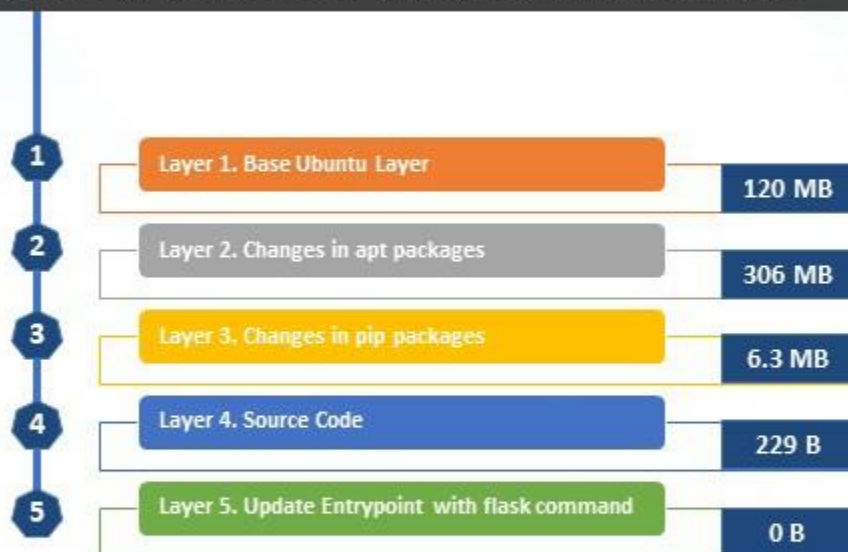 1
Layer 1. Base Ubuntu Layer
120 MB
2
Layer 2. Changes in apt packages
306 MB
3
Layer 3. Changes in pip packages
6.3 MB
4
Layer 4. Source Code
229 B
5
Layer 5. Update Entrypoint with flask command
0 B